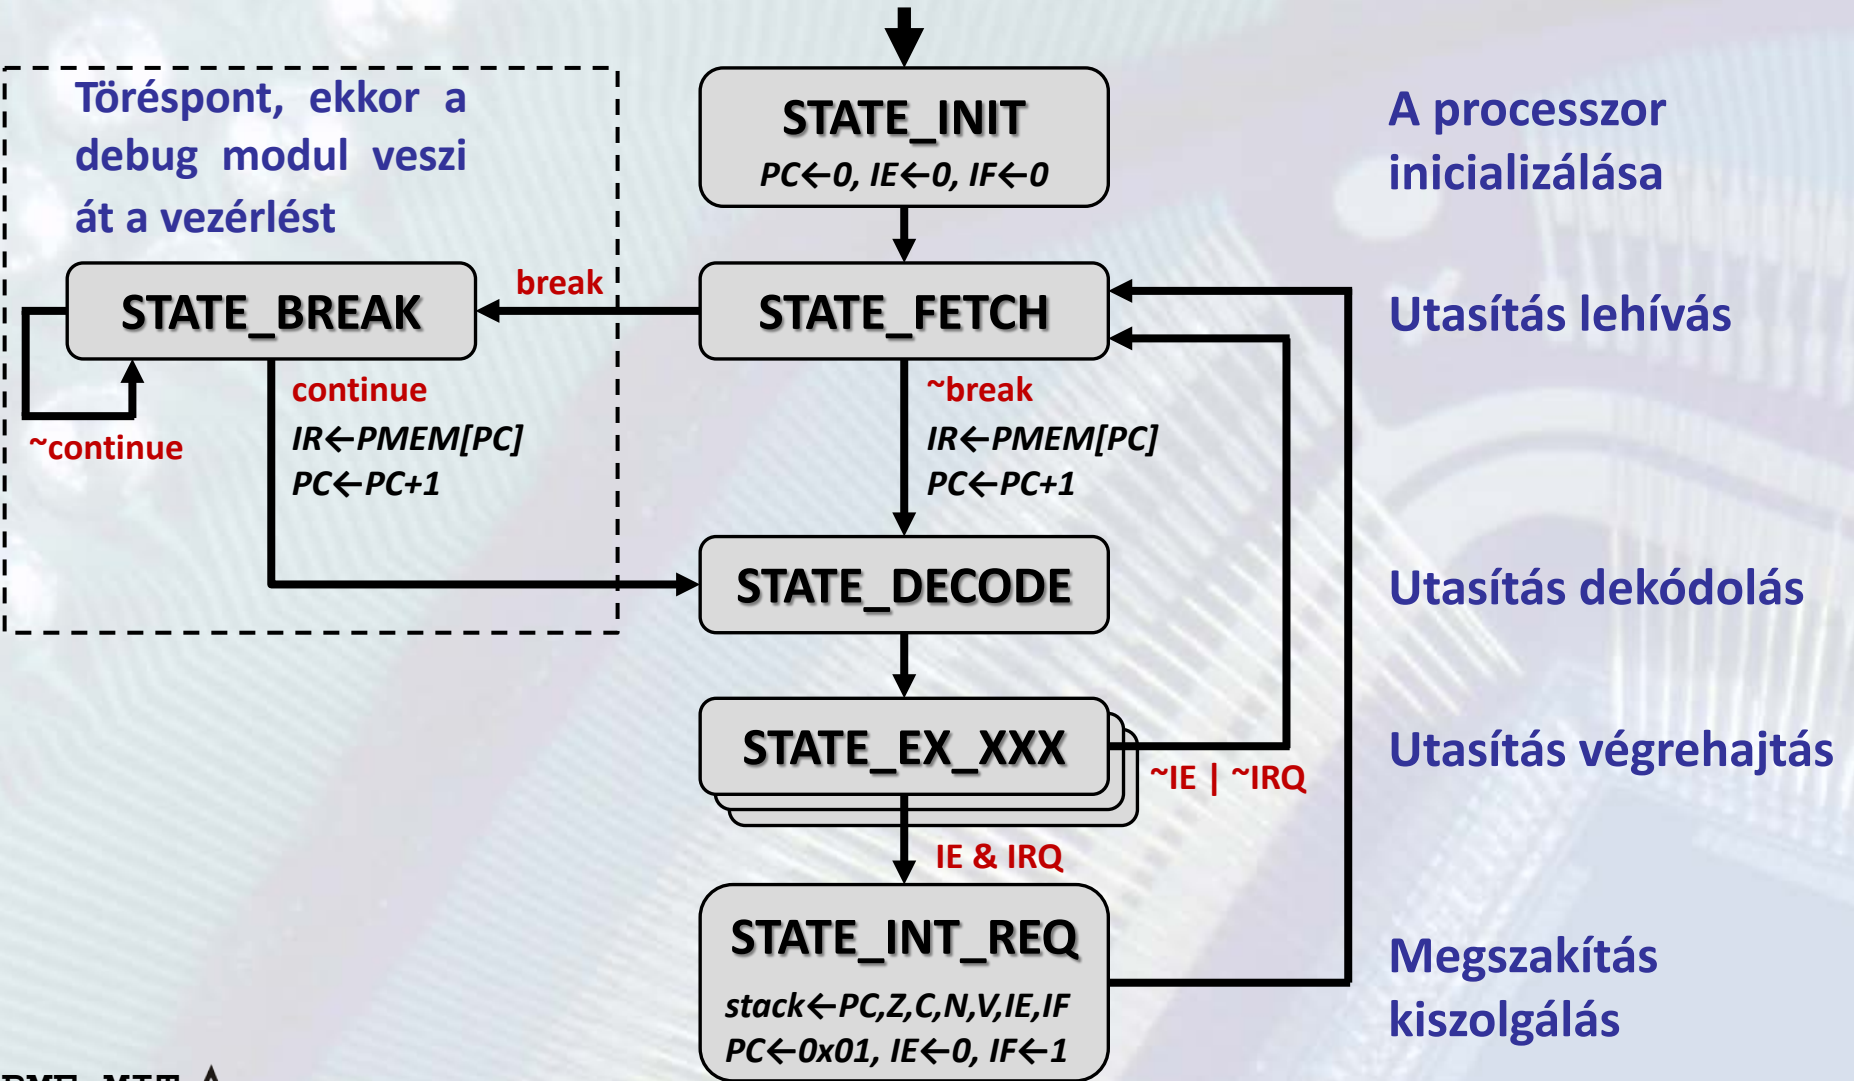 Töréspont, ekkor a
debug modul veszi
át a vezérlést
STATE_INIT
PC←0, IE←0, IF←0
A processzor
inicializálása
STATE_BREAK
break
STATE_FETCH
Utasítás lehívás
~continue
continue
IR←PMEM[PC]
PC←PC+1
~break
IR←PMEM[PC]
PC←PC+1
STATE_DECODE
Utasítás dekódolás
STATE_EX_XXX
~IE | ~IRQ
Utasítás végrehajtás
IE & IRQ
STATE_INT_REQ
stack←PC,Z,C,N,V,IE,IF
PC←0x01, IE←0, IF←1
Megszakítás
kiszolgálás